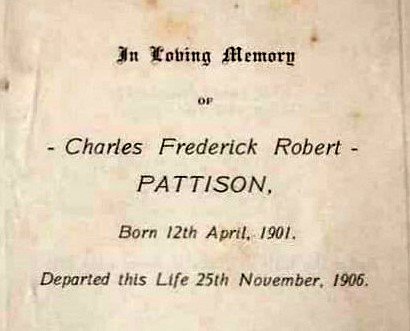 In Loving Memory
OF
- Charles Frederick Robert -
PATTISON,
Born 12th April, 1901.
Departed this Life 25th November, 1906.